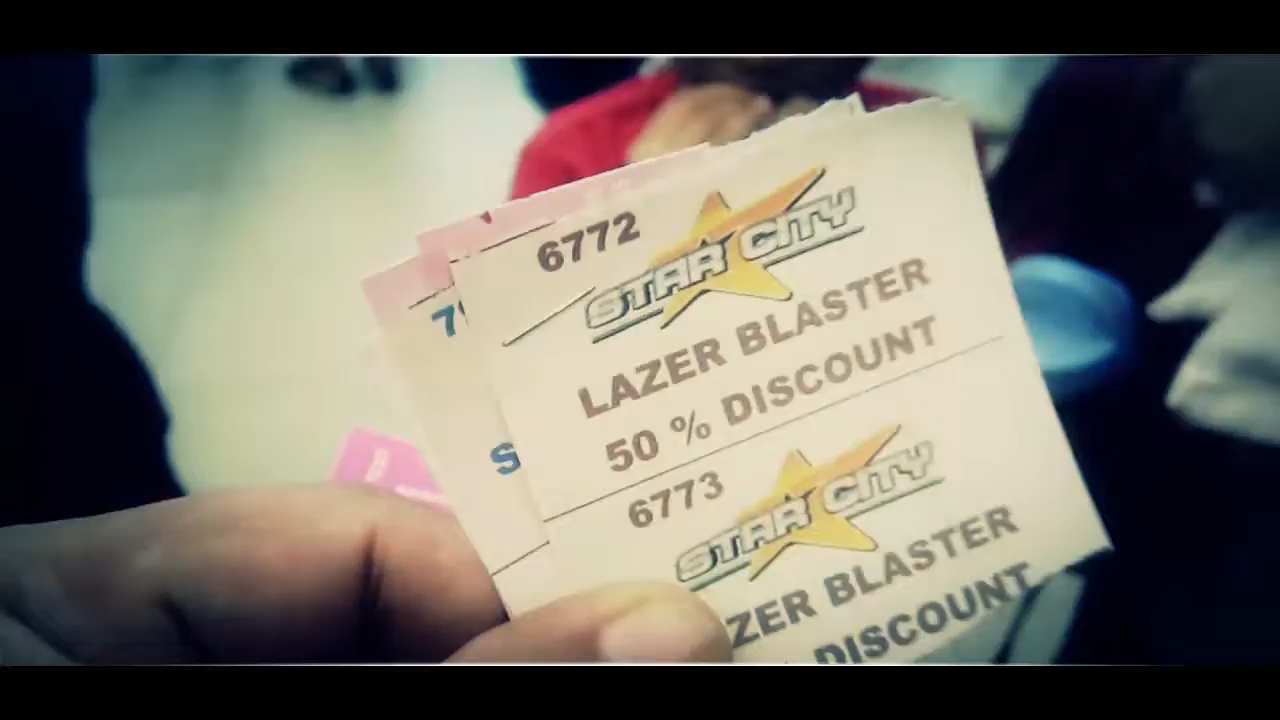 6772
STAR CITY
LAZER BLASTER
50 % DISCOUNT
6773
STAR CITY
ZER BLASTER
DISCOUNT
S